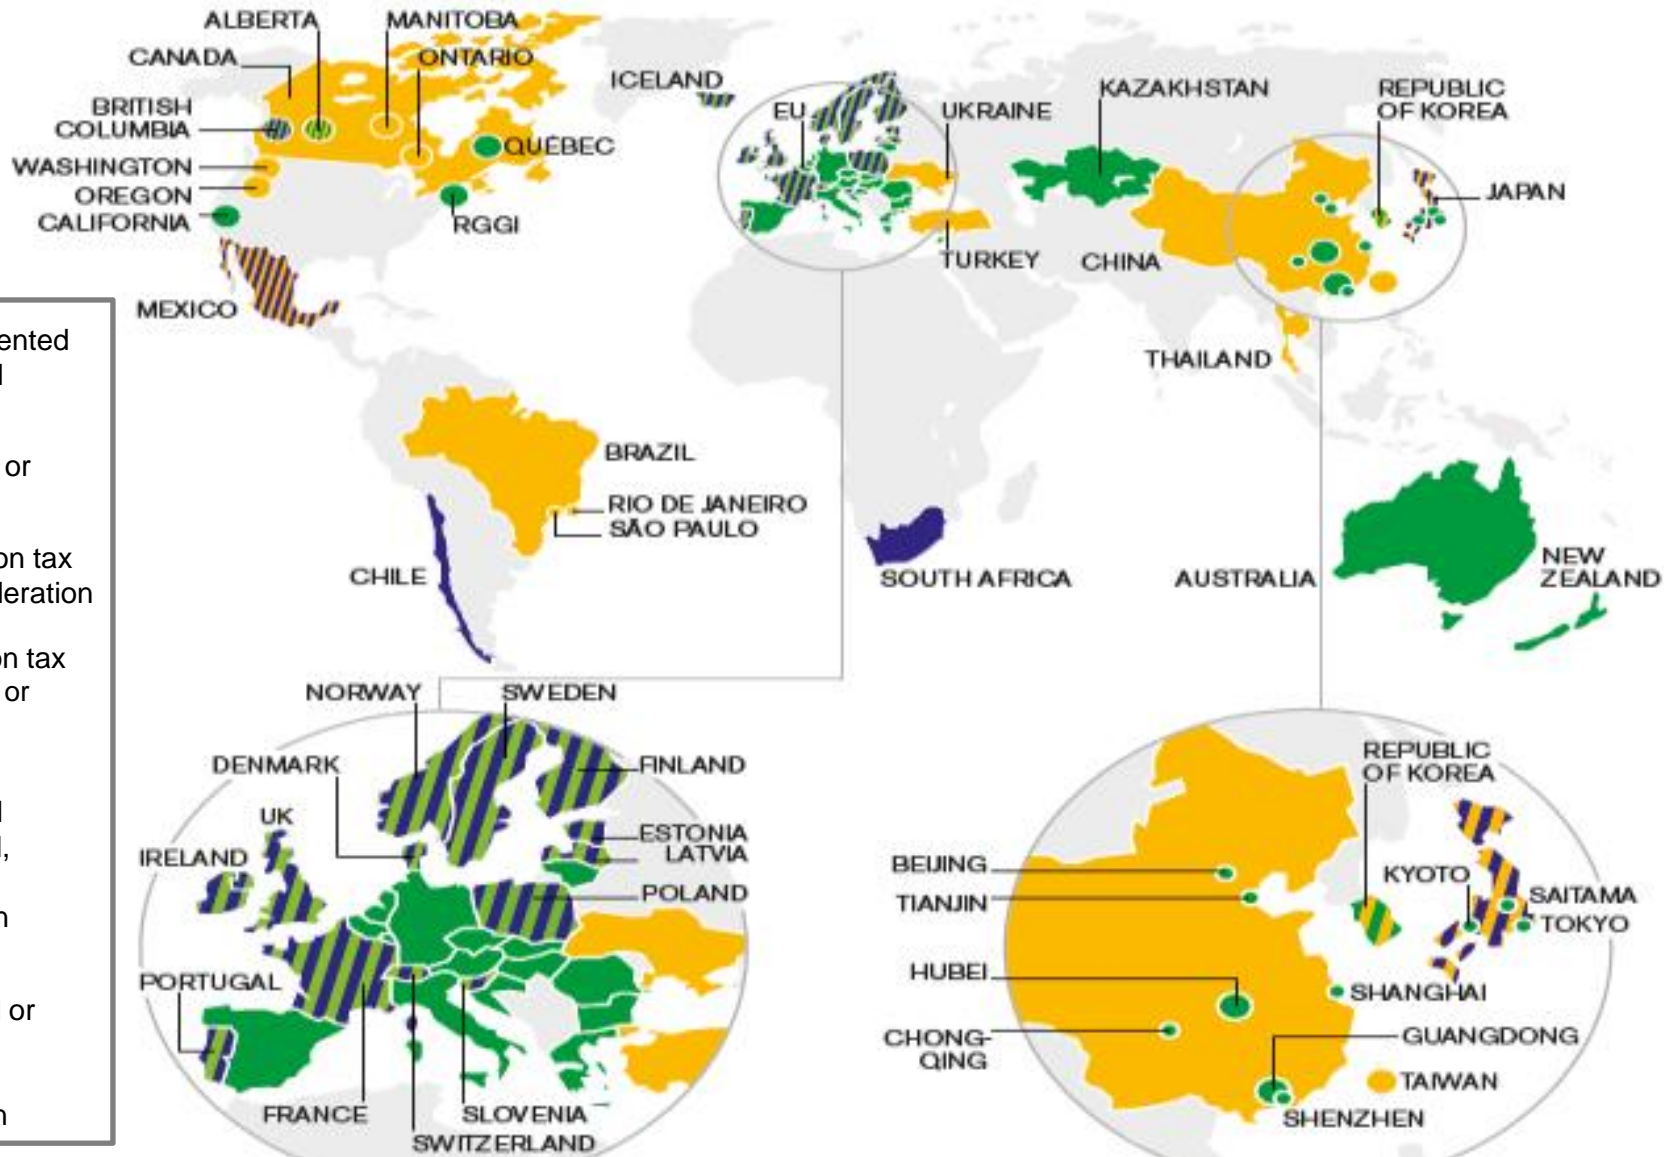 ALBERTA
MANITOBA
CANADA
ONTARIO
BRITISH
COLUMBIA
WASHINGTON
OREGON
CALIFORNIA
QUÉBEC
RGGI
MEXICO
ICELAND
EU
UKRAINE
TURKEY
KAZAKHSTAN
CHINA
REPUBLIC
OF KOREA
JAPAN
THAILAND
BRAZIL
RIO DE JANEIRO
SÃO PAULO
CHILE
SOUTH AFRICA
AUSTRALIA
NEW
ZEALAND
ented
or
on tax
leration
on tax
or
l
l,
n
l or
n
NORWAY
SWEDEN
DENMARK
FINLAND
UK
IRELAND
ESTONIA
LATVIA
POLAND
PORTUGAL
FRANCE
SLOVENIA
SWITZERLAND
REPUBLIC
OF KOREA
BEIJING
TIANJIN
KYOTO
SAITAMA
TOKYO
HUBEI
SHANGHAI
CHONG-
QING
GUANGDONG
TAIWAN
SHENZHEN